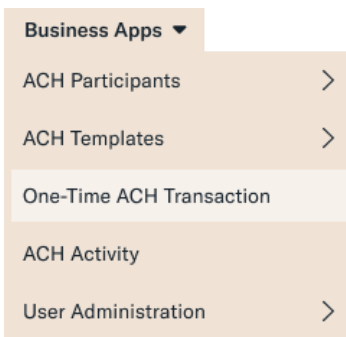 Business Apps
ACH Participants
ACH Templates
One-Time ACH Transaction
ACH Activity
User Administration